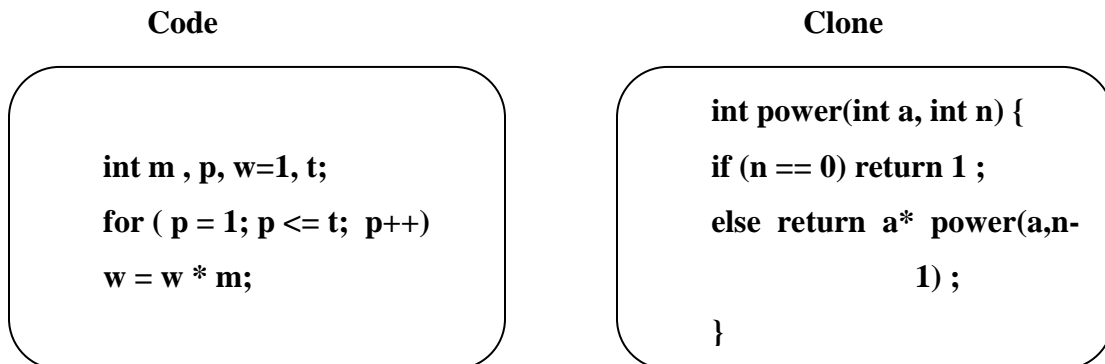 Code
int m , p, w=1, t;
for ( p = 1; p <= t; p++)
w = w * m;
Clone
int power(int a, int n) {
if (n == 0) return 1 ;
else return a* power(a,n-
1) ;
}